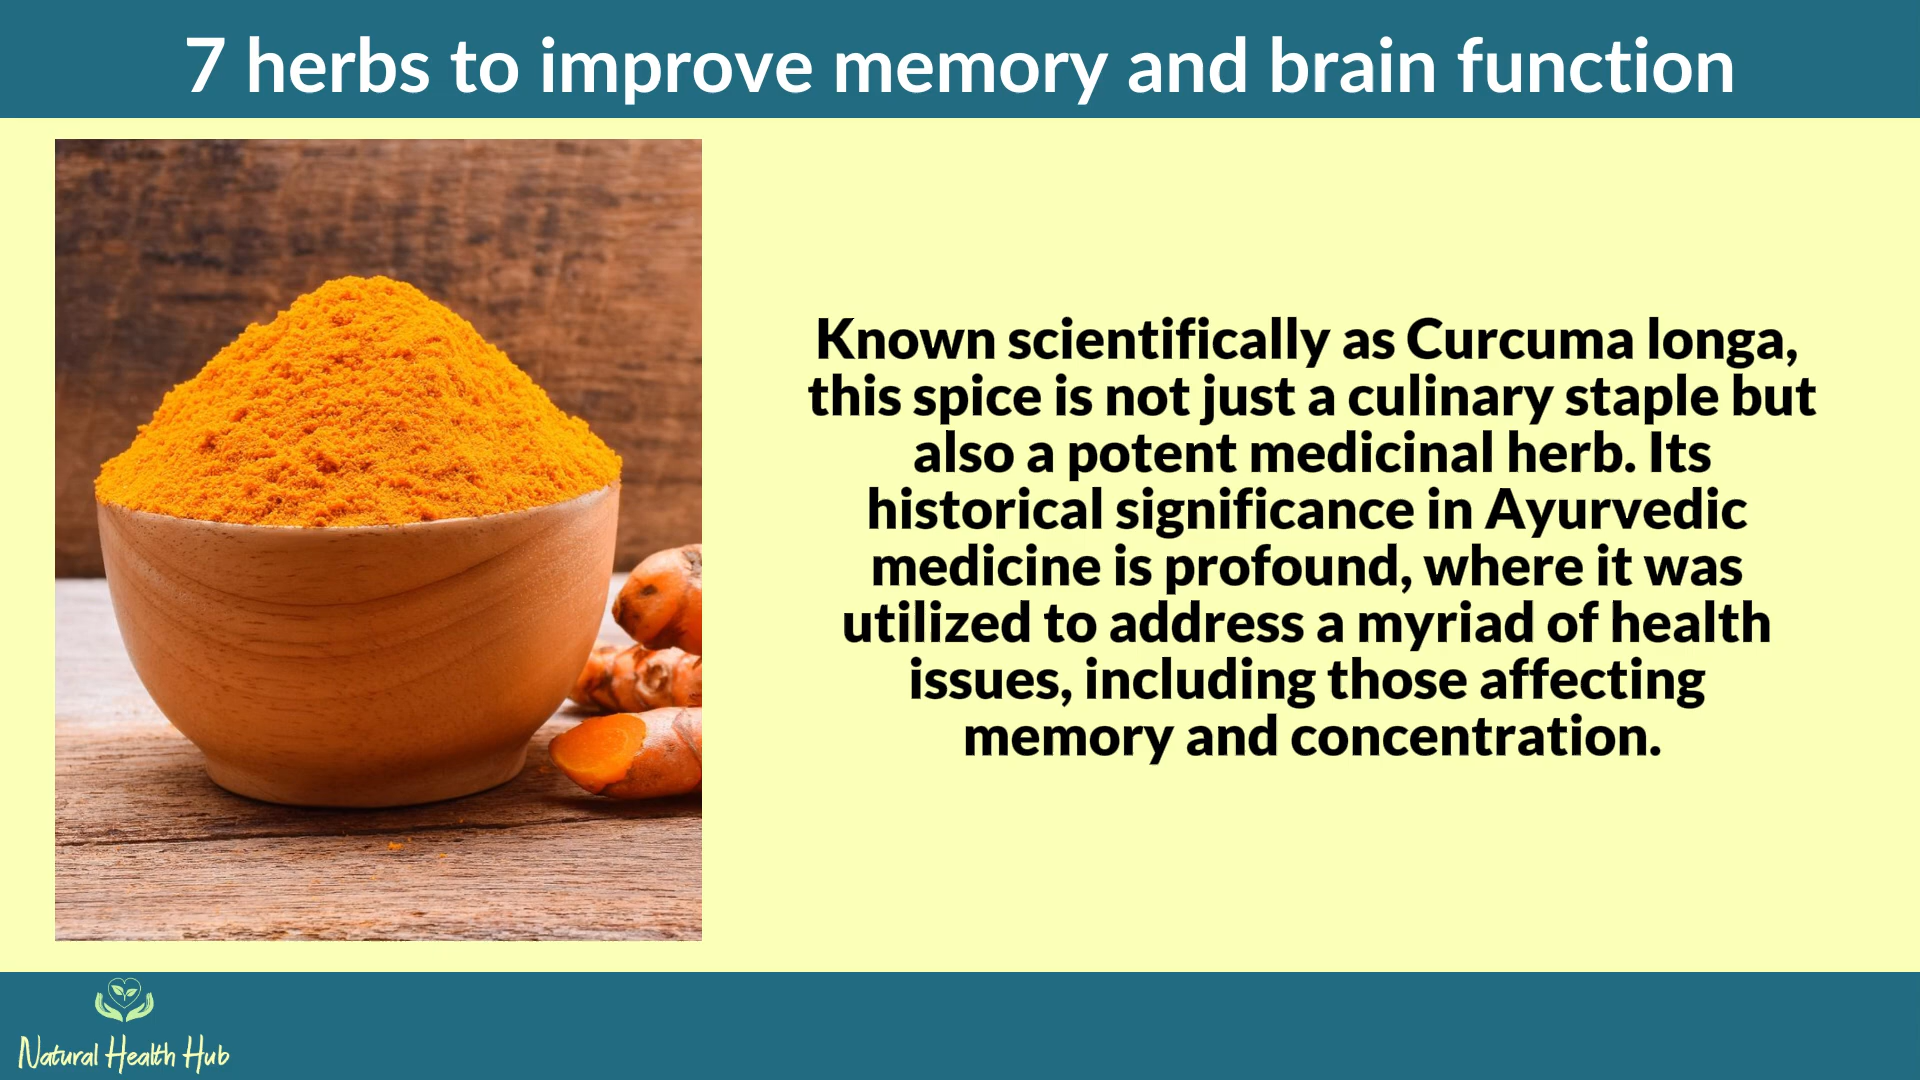 7 herbs to improve memory and brain function
Known scientifically as Curcuma longa,
this spice is not just a culinary staple but
also a potent medicinal herb. Its
historical significance in Ayurvedic
medicine is profound, where it was
utilized to address a myriad of health
issues, including those affecting
memory and concentration.
Natural Health Hub